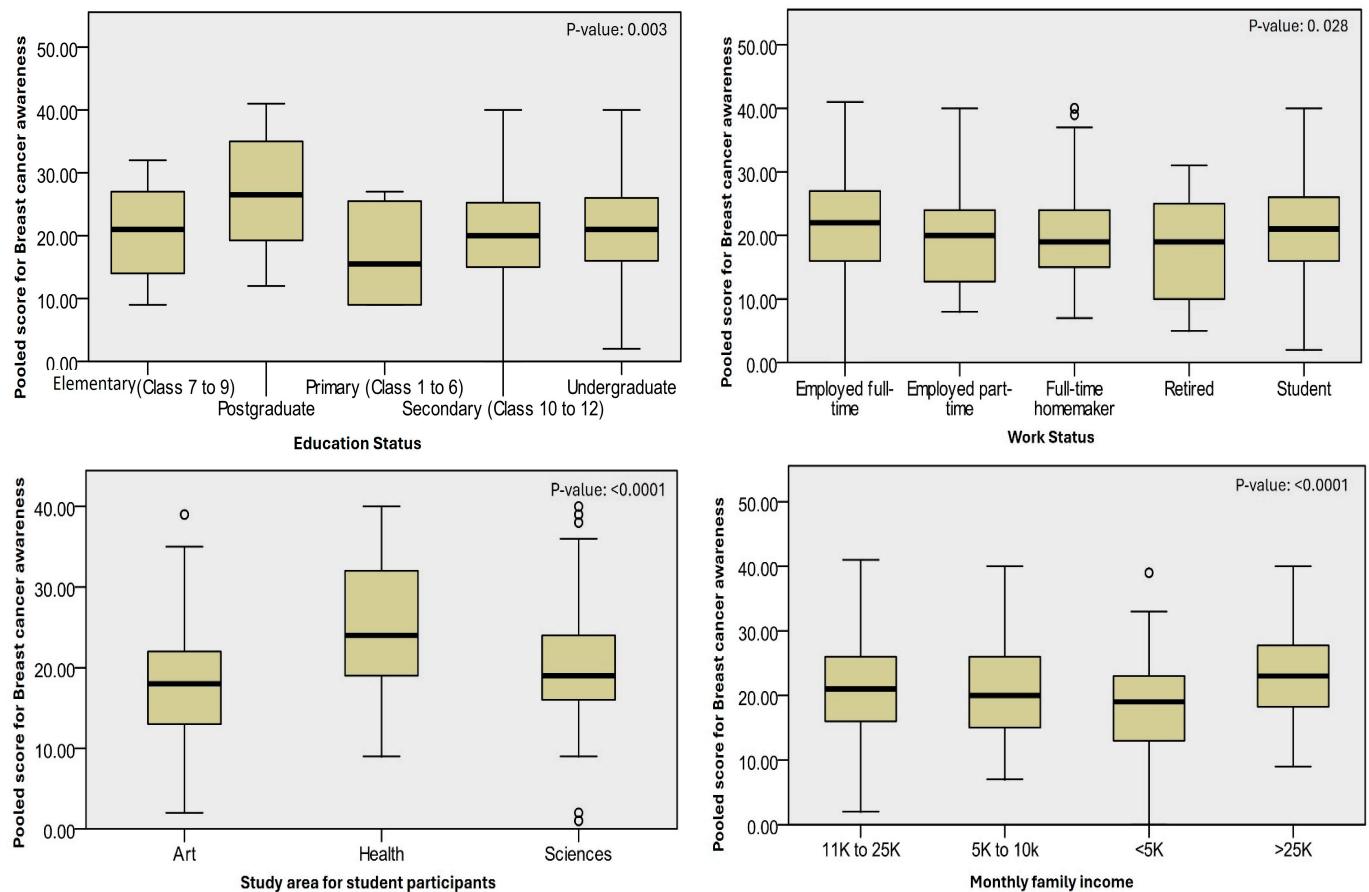 Pooled score for Breast cancer awareness
P-value: 0.003
50.00
40.00
30.00
20.00
10.00
0.00
Elementary (Class 7 to 9)
Postgraduate
Primary (Class 1 to 6)
Secondary (Class 10 to 12)
Undergraduate
Education Status
Pooled score for Breast cancer awareness
P-value: 0. 028
50.00
40.00
30.00
20.00
10.00
0.00
Employed full-
time
Employed part-
time
Full-time
homemaker
Retired
Student
Work Status
Pooled score for Breast cancer awareness
P-value: <0.0001
40.00
30.00
20.00
10.00
0.00
Art
Health
Sciences
Study area for student participants
Pooled score for Breast cancer awareness
P-value: <0.0001
50.00
40.00
30.00
20.00
10.00
0.00
11K to 25K
5K to 10k
<5K
>25K
Monthly family income